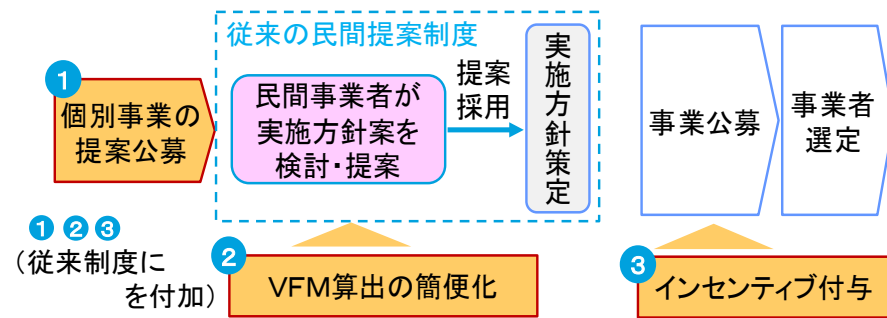 従来の民間提案制度
1
個別事業の
提案公募
民間事業者が
実施方針案を
検討・提案
提案
採用
実施方針策定
事業公募
事業者
選定
1 2 3
（従来制度に
を付加）
2
VFM算出の簡便化
3
インセンティブ付与